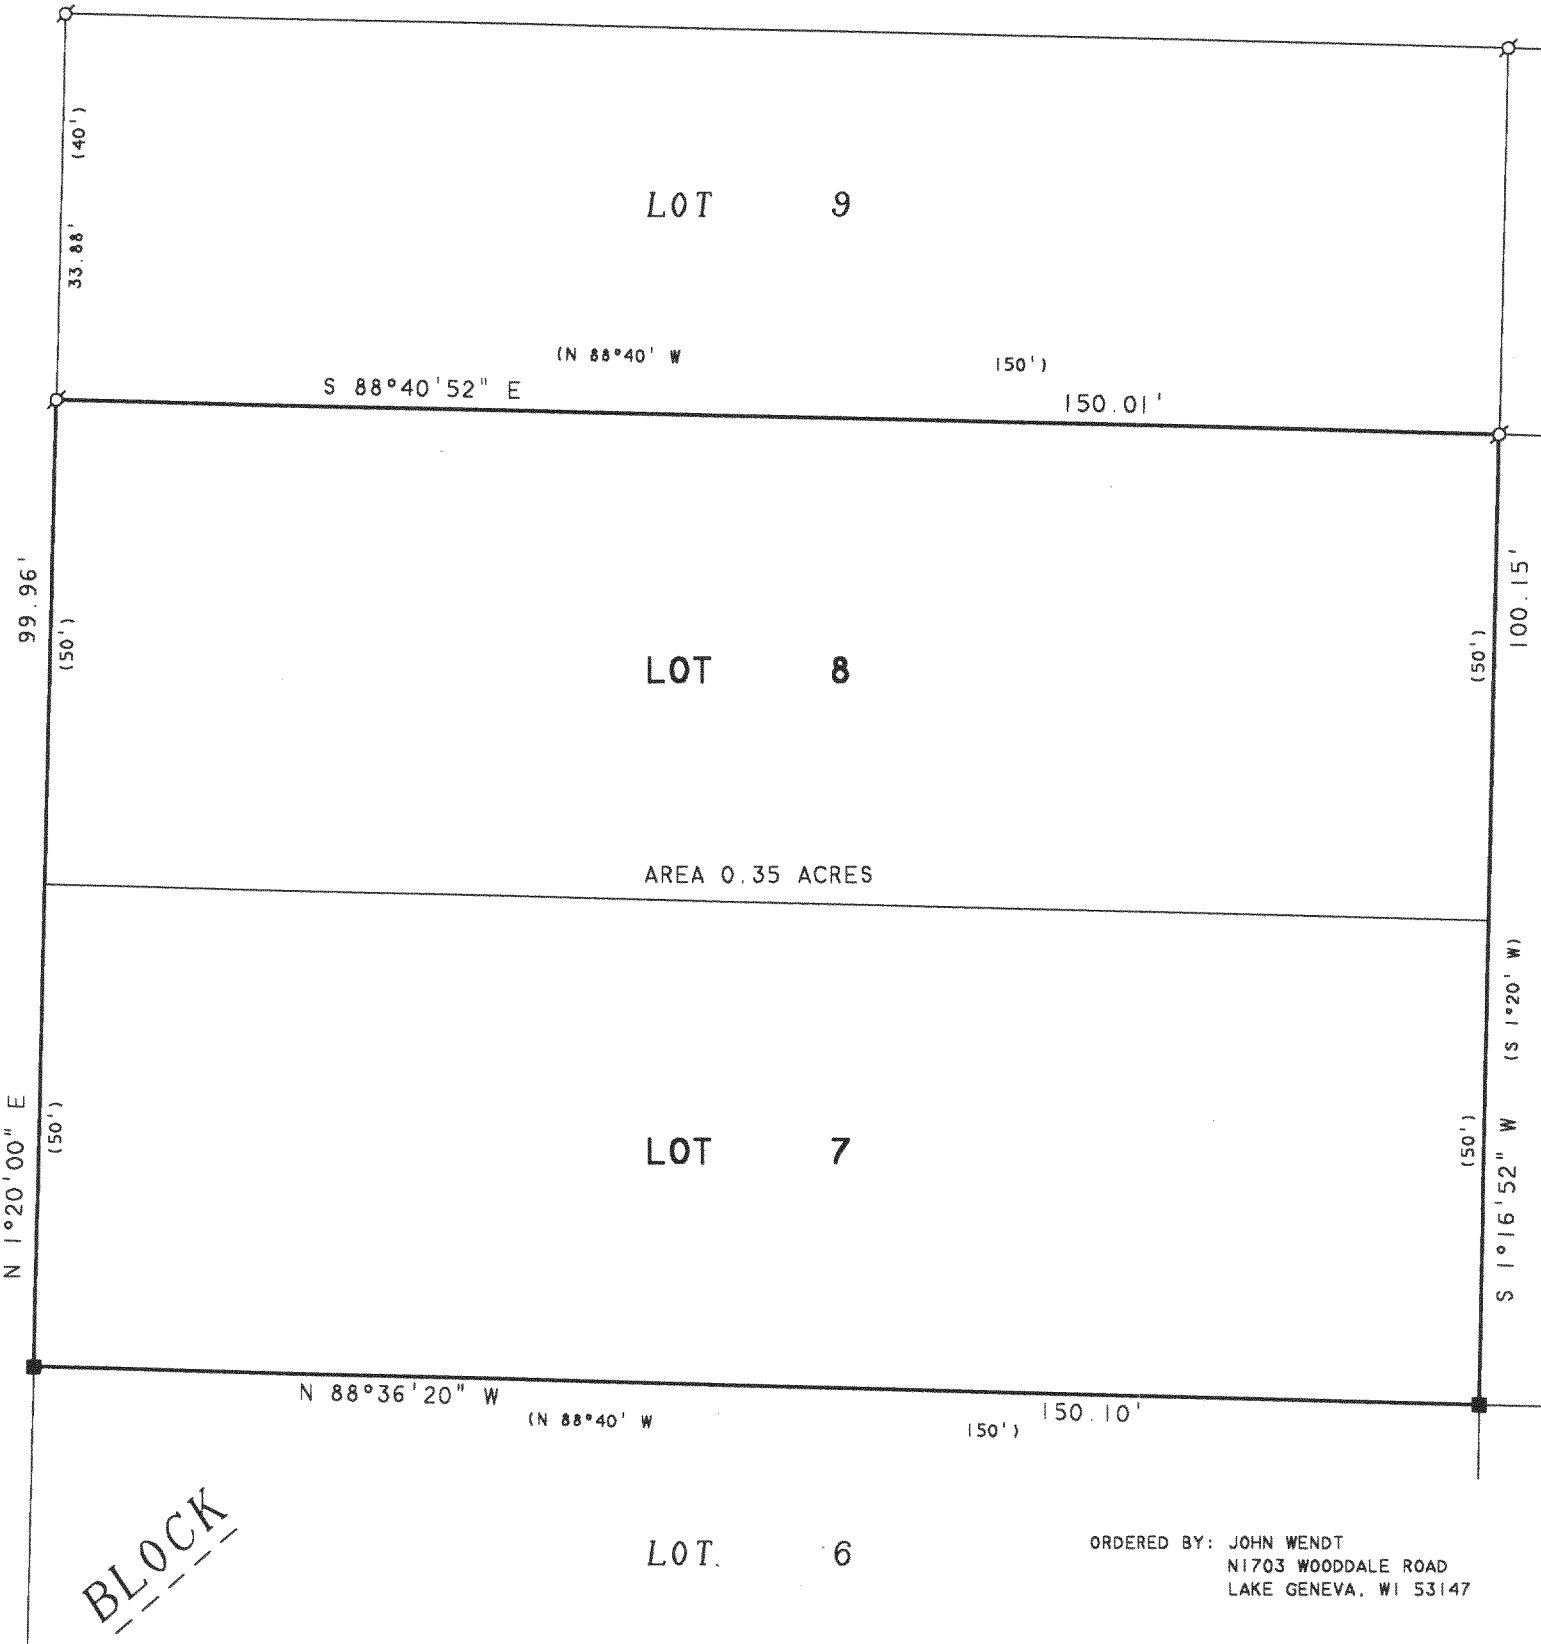 (40')
33.88'
LOT 9
(N 88°40' W 150')
S 88°40'52" E 150.01'
99.96'
(50')
LOT 8
(50')
100.15'
AREA 0.35 ACRES
(S 1°20' W)
N 1°20'00" E
(50')
LOT 7
(50')
S 1°16'52" W
N 88°36'20" W 150.10'
(N 88°40' W 150')
BLOCK
LOT 6
ORDERED BY: JOHN WENDT
N1703 WOODDALE ROAD
LAKE GENEVA, WI 53147